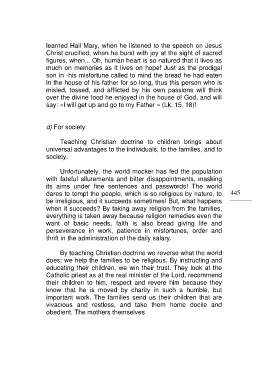 learned Hail Mary, when he listened to the speech on Jesus
Christ crucified, when he burst with joy at the sight of sacred
figures, when... Oh, human heart is so natured that it lives as
much on memories as it lives on hope! Just as the prodigal
son in -his misfortune called to mind the bread he had eaten
in the house of his father for so long, thus this person who is
misled, tossed, and afflicted by his own passions will think
over the divine food he enjoyed in the house of God, and will
say: «I will get up and go to my Father » (Lk. 15, 18)!
d) For society
Teaching Christian doctrine to children brings about
universal advantages to the individuals, to the families, and to
society.
Unfortunately, the world mocker has fed the population
with fateful allurements and bitter disappointments, masking
its aims under fine sentences and passwords! The world
dares to tempt the people, which is so religious by nature, to
be irreligious, and it succeeds sometimes! But, what happens
when it succeeds? By taking away religion from the families,
everything is taken away because religion remedies even the
want of basic needs, faith is also bread giving life and
perseverance in work, patience in misfortunes, order and
thrift in the administration of the daily salary.
By teaching Christian doctrine we reverse what the world
does: we help the families to be religious. By instructing and
educating their children, we win their trust. They look at the
Catholic priest as at the real minister of the Lord, recommend
their children to him, respect and revere him because they
know that he is moved by charity in such a humble, but
important work. The families send us their children that are
vivacious and restless, and take them home docile and
obedient. The mothers themselves
445